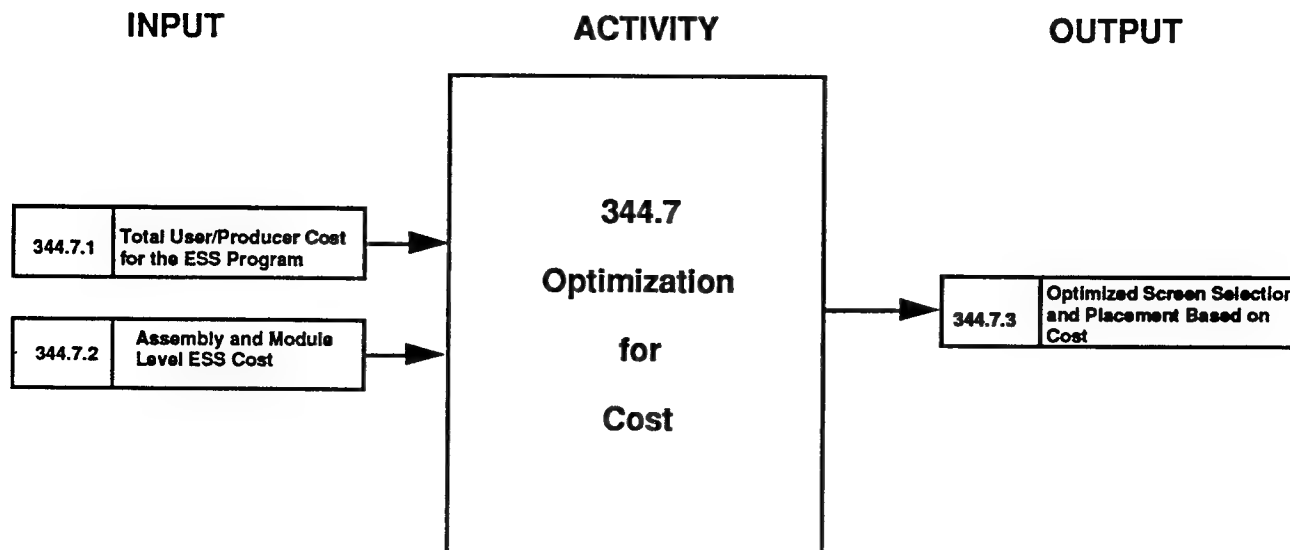 INPUT
ACTIVITY
OUTPUT
344.7.1
Total User/Producer Cost
for the ESS Program
344.7.2
Assembly and Module
Level ESS Cost
344.7
Optimization
for
Cost
344.7.3
Optimized Screen Selection
and Placement Based on
Cost